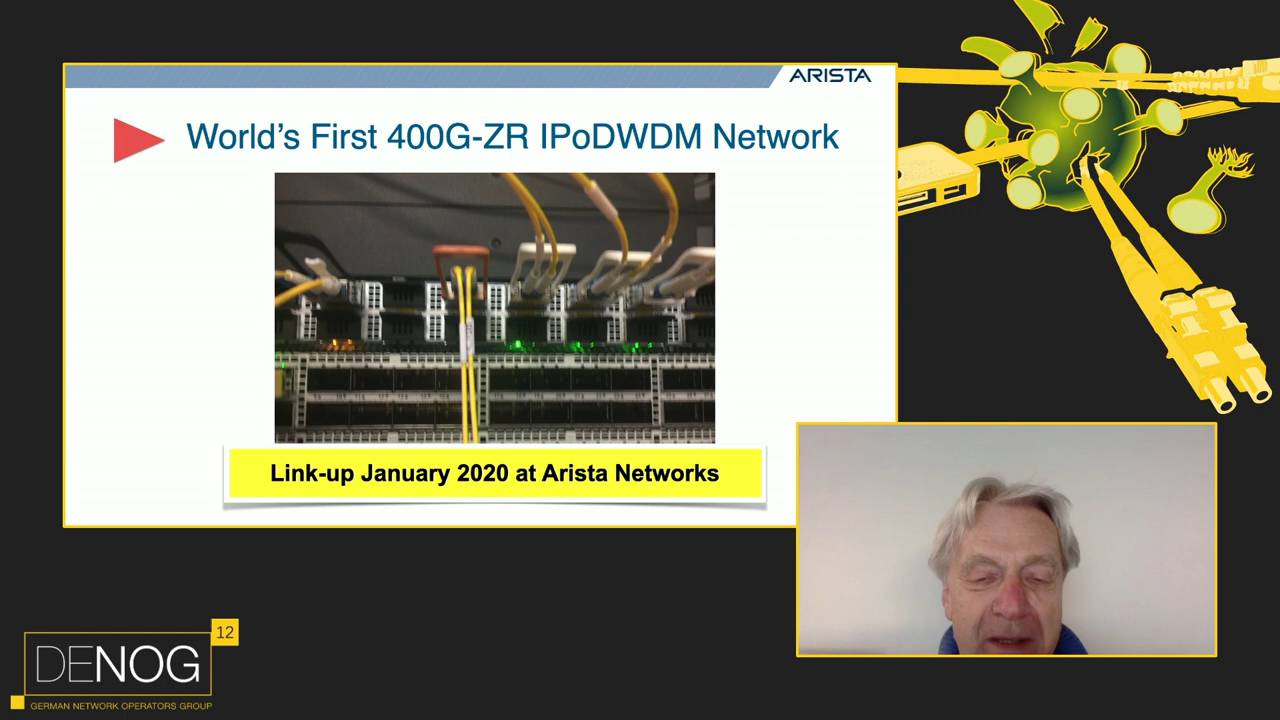 ARISTA
World's First 400G-ZR IPoDWDM Network
Link-up January 2020 at Arista Networks
12
DENOG
GERMAN NETWORK OPERATORS GROUP